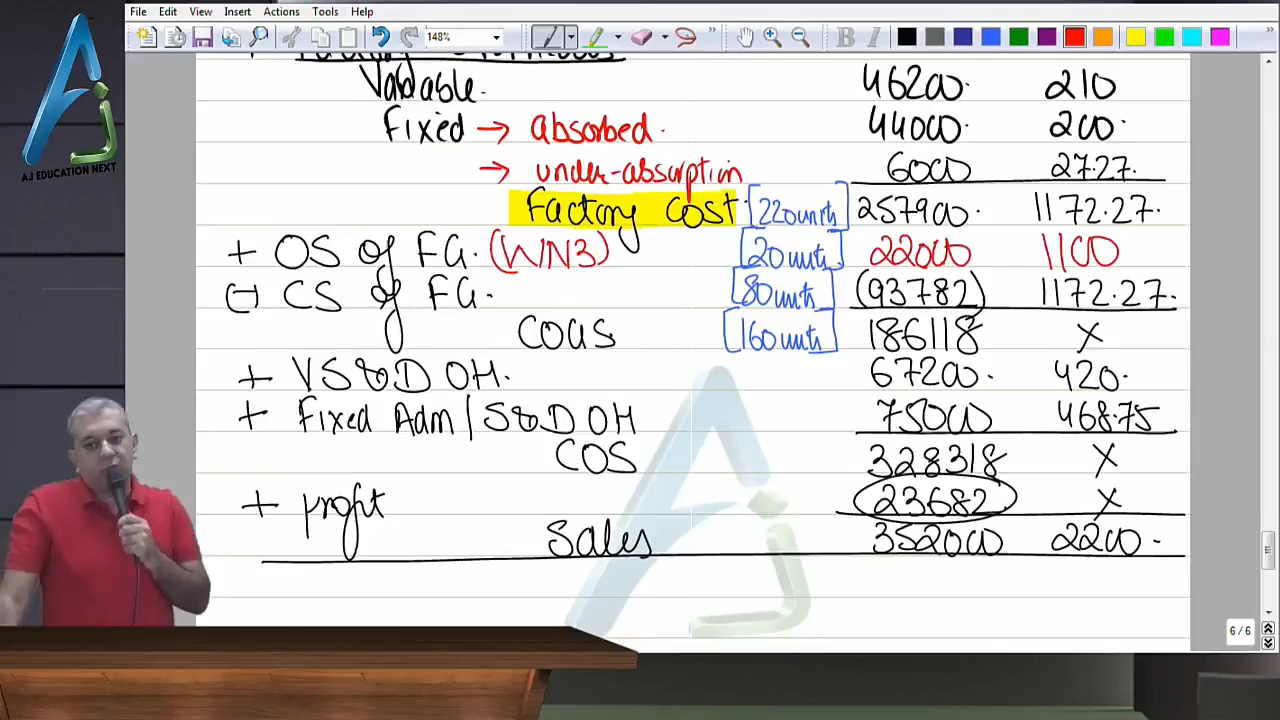 File Edit View Insert Actions Tools Help
148%
B I U
AJ EDUCATION NEXT
Variable. 46200. 210
Fixed → absorbed. 44000. 200.
→ under-absorption 6000 27.27.
Factory Cost. [220units] 257900. 1172.27.
+ OS of FG. (WN3) [20units] 22000 1100
(-) CS of FG. [80units] (93782) 1172.27.
COGS. [160units] 186118 X
+ VS&D OH. 67200. 420.
+ Fixed Adm/S&D OH 75000 468.75
COS 328318 X
+ profit 23682 X
Sales 352000 2200.
6/6